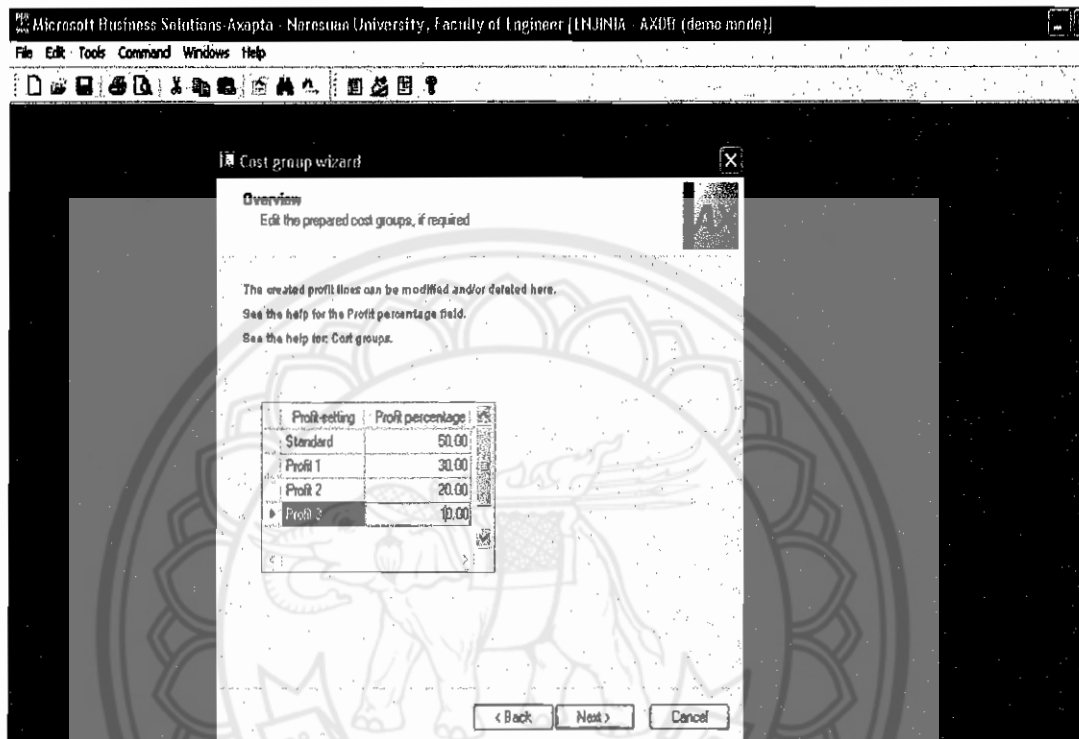 Microsoft Business Solutions-Axapta - Naresuan University, Faculty of Engineer [ENJINIA - AXDB (demo mode)]
File Edit Tools Command Windows Help
Cost group wizard
Overview
Edit the prepared cost groups, if required
The created profit lines can be modified and/or deleted here.
See the help for the Profit percentage field.
See the help for: Cost groups.
Profit-setting Profit percentage
Standard 50.00
Profit 1 30.00
Profit 2 20.00
Profit 3 10.00
< Back Next > Cancel